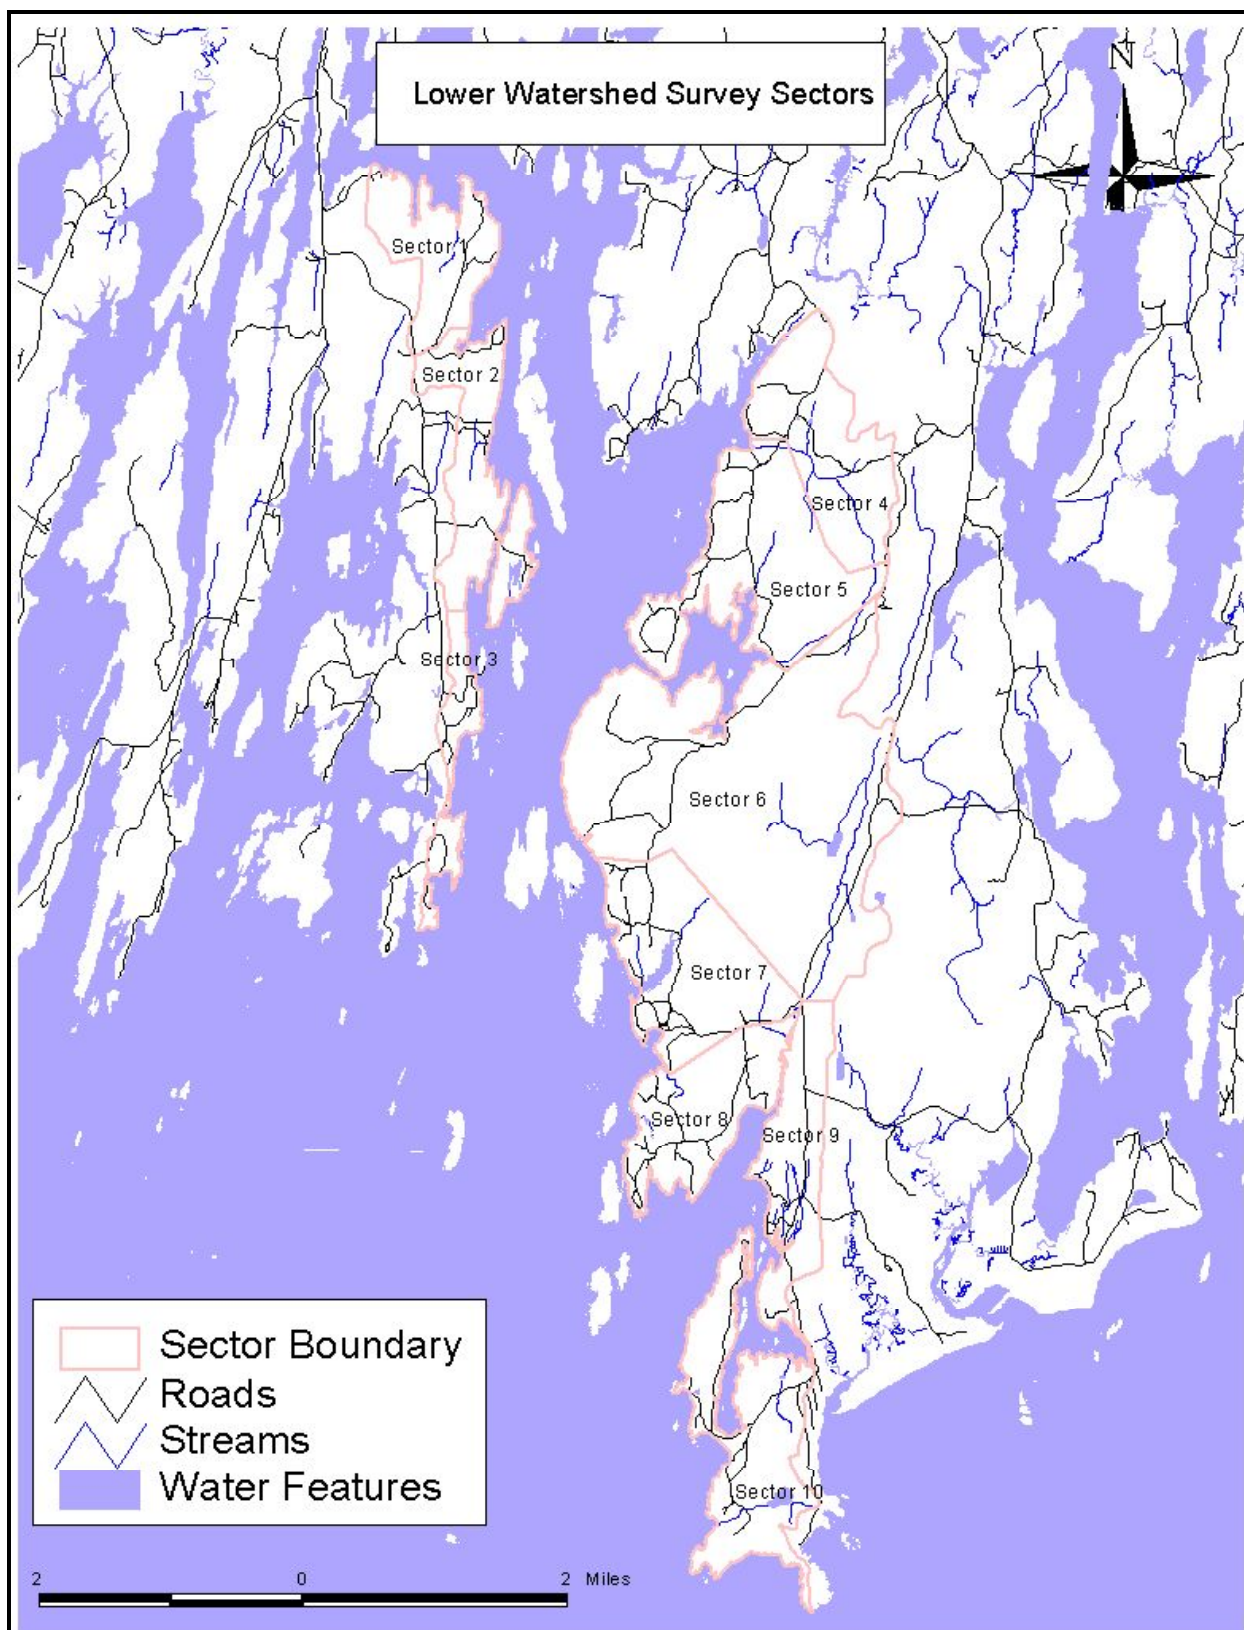 Lower Watershed Survey Sectors
N
Sector 1
Sector 2
Sector 4
Sector 5
Sector 3
Sector 6
Sector 7
Sector 8
Sector 9
Sector 10
Sector Boundary
Roads
Streams
Water Features
2 0 2 Miles